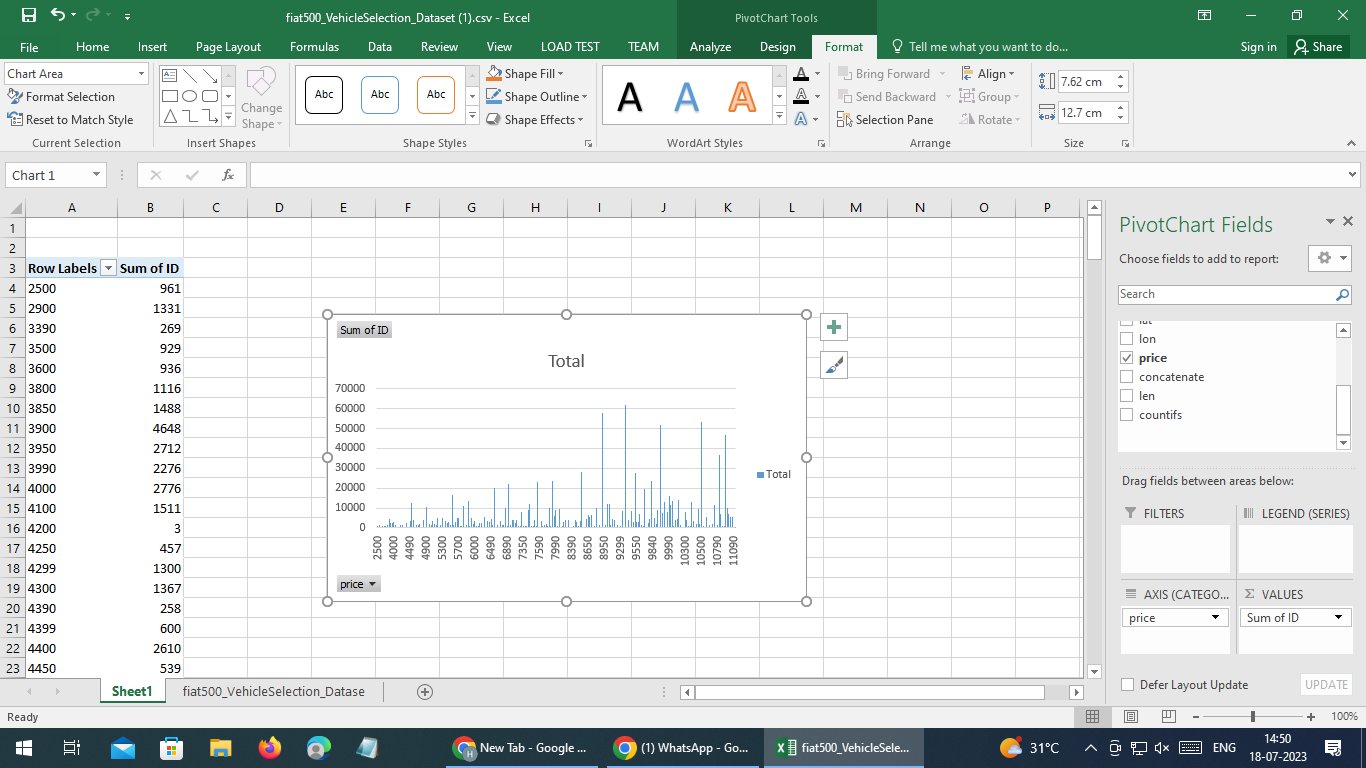 fiat500_VehicleSelection_Dataset (1).csv - Excel
PivotChart Tools
File Home Insert Page Layout Formulas Data Review View LOAD TEST TEAM Analyze Design Format Tell me what you want to do... Sign in Share
Chart Area
Format Selection
Reset to Match Style
Current Selection
Change Shape
Insert Shapes
Abc Abc Abc
Shape Fill
Shape Outline
Shape Effects
Shape Styles
A A A
A
A
A
WordArt Styles
Bring Forward
Send Backward
Selection Pane
Align
Group
Rotate
Arrange
7.62 cm
12.7 cm
Size
Chart 1
fx
A B C D E F G H I J K L M N O P
1
2
3 Row Labels Sum of ID
4 2500 961
5 2900 1331
6 3390 269
7 3500 929
8 3600 936
9 3800 1116
10 3850 1488
11 3900 4648
12 3950 2712
13 3990 2276
14 4000 2776
15 4100 1511
16 4200 3
17 4250 457
18 4299 1300
19 4300 1367
20 4390 258
21 4399 600
22 4400 2610
23 4450 539
Sum of ID
Total
70000
60000
50000
40000
30000
20000
10000
0
2500 4000 4490 4900 5300 5700 6000 6490 6890 7350 7590 7990 8390 8650 8950 9299 9550 9840 9990 10300 10500 10790 11090
Total
price
PivotChart Fields
Choose fields to add to report:
Search
lat
lon
price
concatenate
len
countifs
Drag fields between areas below:
FILTERS
LEGEND (SERIES)
AXIS (CATEGO...
price
Σ VALUES
Sum of ID
Defer Layout Update
UPDATE
Sheet1 fiat500_VehicleSelection_Datase
Ready
100%
New Tab - Google ...
(1) WhatsApp - Go...
fiat500_VehicleSele...
31°C
ENG
14:50
18-07-2023